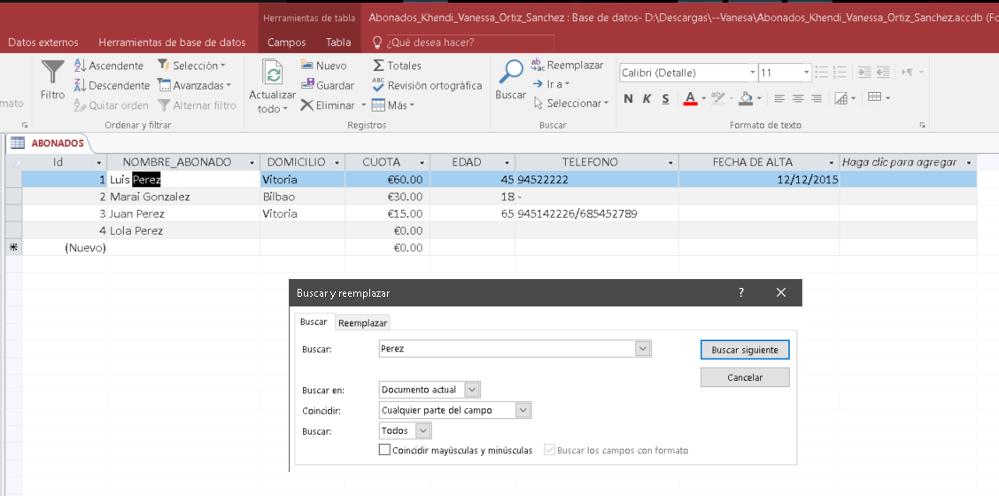 Herramientas de tabla
Abonados_Khendi_Vanessa_Ortiz_Sanchez : Base de datos- D:\Descargas\--Vanesa\Abonados_Khendi_Vanessa_Ortiz_Sanchez.accdb (Fo
Datos externos Herramientas de base de datos Campos Tabla ¿Qué desea hacer?
Filtro
Ascendente
Descendente
Quitar orden
Selección
Avanzadas
Alternar filtro
Ordenar y filtrar
mato
Actualizar
todo
Nuevo
Guardar
Eliminar
Totales
Revisión ortográfica
Más
Registros
Buscar
Reemplazar
Ir a
Seleccionar
Buscar
Calibri (Detalle) 11
N K S A
Formato de texto
ABONADOS
Id NOMBRE_ABONADO DOMICILIO CUOTA EDAD TELEFONO FECHA DE ALTA Haga clic para agregar
1 Luis Perez Vitoria €60.00 45 94522222 12/12/2015
2 Marai Gonzalez Bilbao €30.00 18 -
3 Juan Perez Vitoria €15.00 65 945142226/685452789
4 Lola Perez €0.00
(Nuevo) €0.00
Buscar y reemplazar ?
Buscar Reemplazar
Buscar: Perez Buscar siguiente
Cancelar
Buscar en: Documento actual
Coincidir: Cualquier parte del campo
Buscar: Todos
Coincidir mayúsculas y minúsculas Buscar los campos con formato